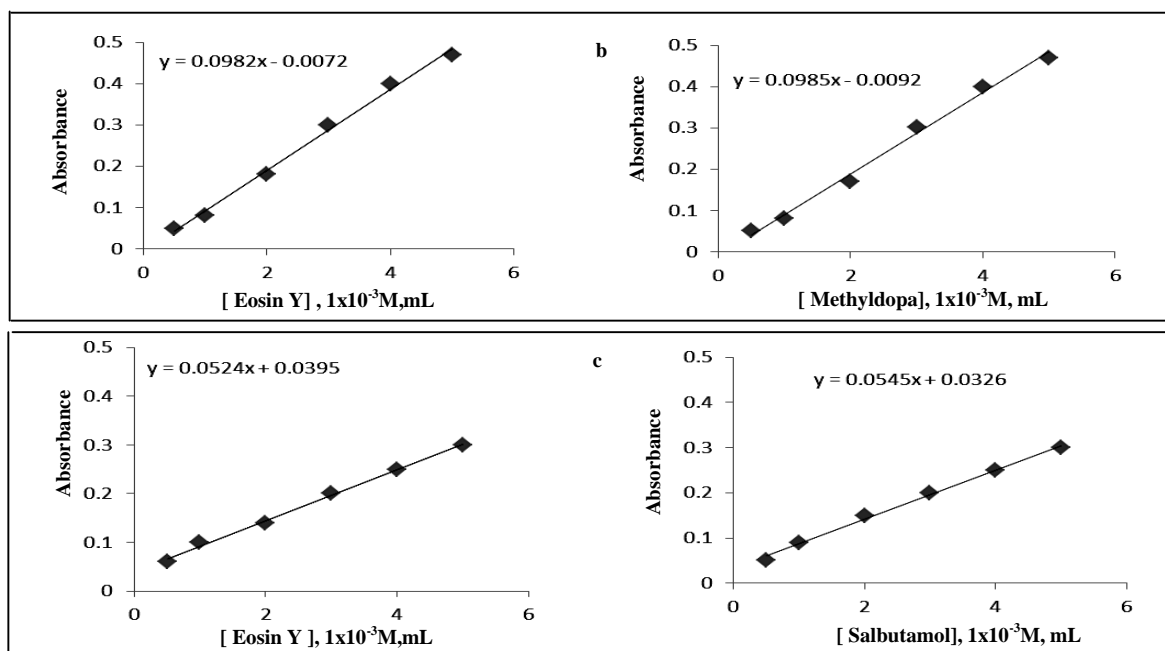 0.5
0.4
0.3
0.2
0.1
0
y = 0.0982x - 0.0072
Absorbance
0 2 4 6
[ Eosin Y] , 1x10⁻³M,mL
b
0.5
0.4
0.3
0.2
0.1
0
y = 0.0985x - 0.0092
Absorbance
0 2 4 6
[ Methyldopa], 1x10⁻³M, mL
0.5
0.4
0.3
0.2
0.1
0
y = 0.0524x + 0.0395
Absorbance
0 2 4 6
[ Eosin Y ], 1x10⁻³M,mL
c
0.5
0.4
0.3
0.2
0.1
0
y = 0.0545x + 0.0326
Absorbance
0 2 4 6
[ Salbutamol], 1x10⁻³M, mL